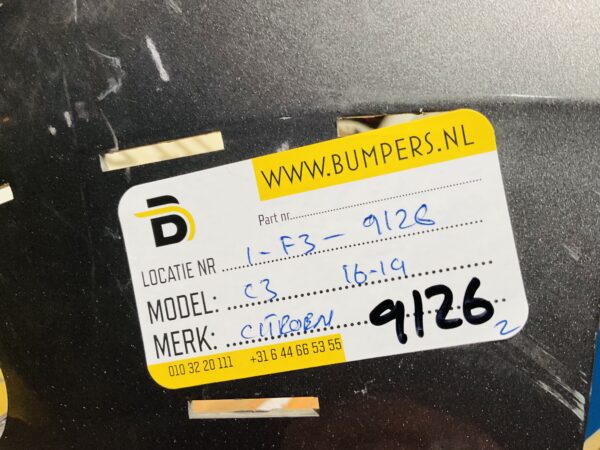 WWW.BUMPERS.NL
B
Part nr.
LOCATIE NR 1-F3-9126
MODEL: C3 16-19
MERK: CITROEN 9126
010 32 20 111 +31 6 44 66 53 55
2